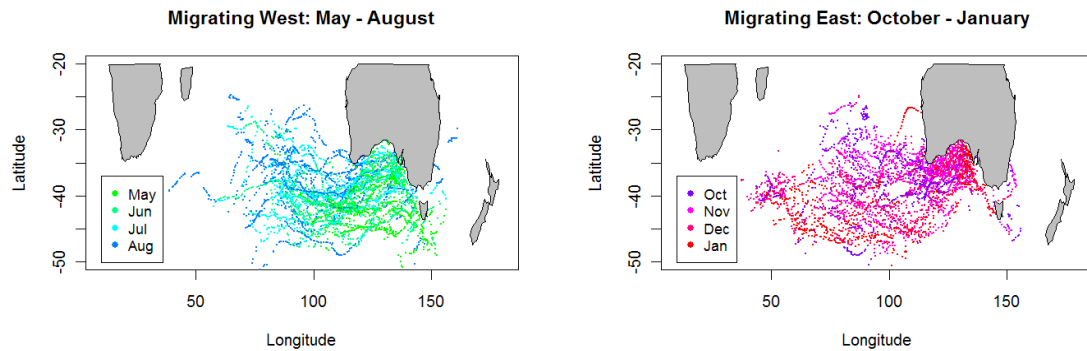 Migrating West: May - August
-20
-30
-40
-50
Latitude
May
Jun
Jul
Aug
50
100
150
Longitude
Migrating East: October - January
-20
-30
-40
-50
Latitude
Oct
Nov
Dec
Jan
50
100
150
Longitude